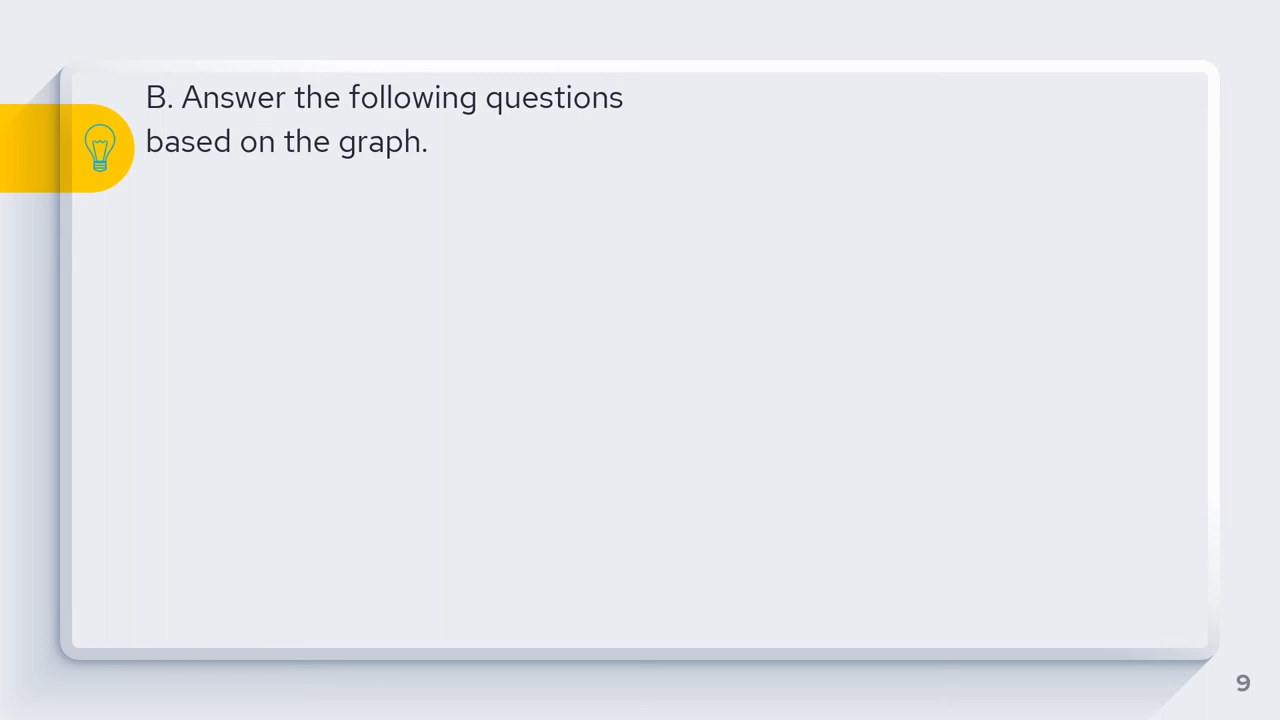 B. Answer the following questions
based on the graph.
9